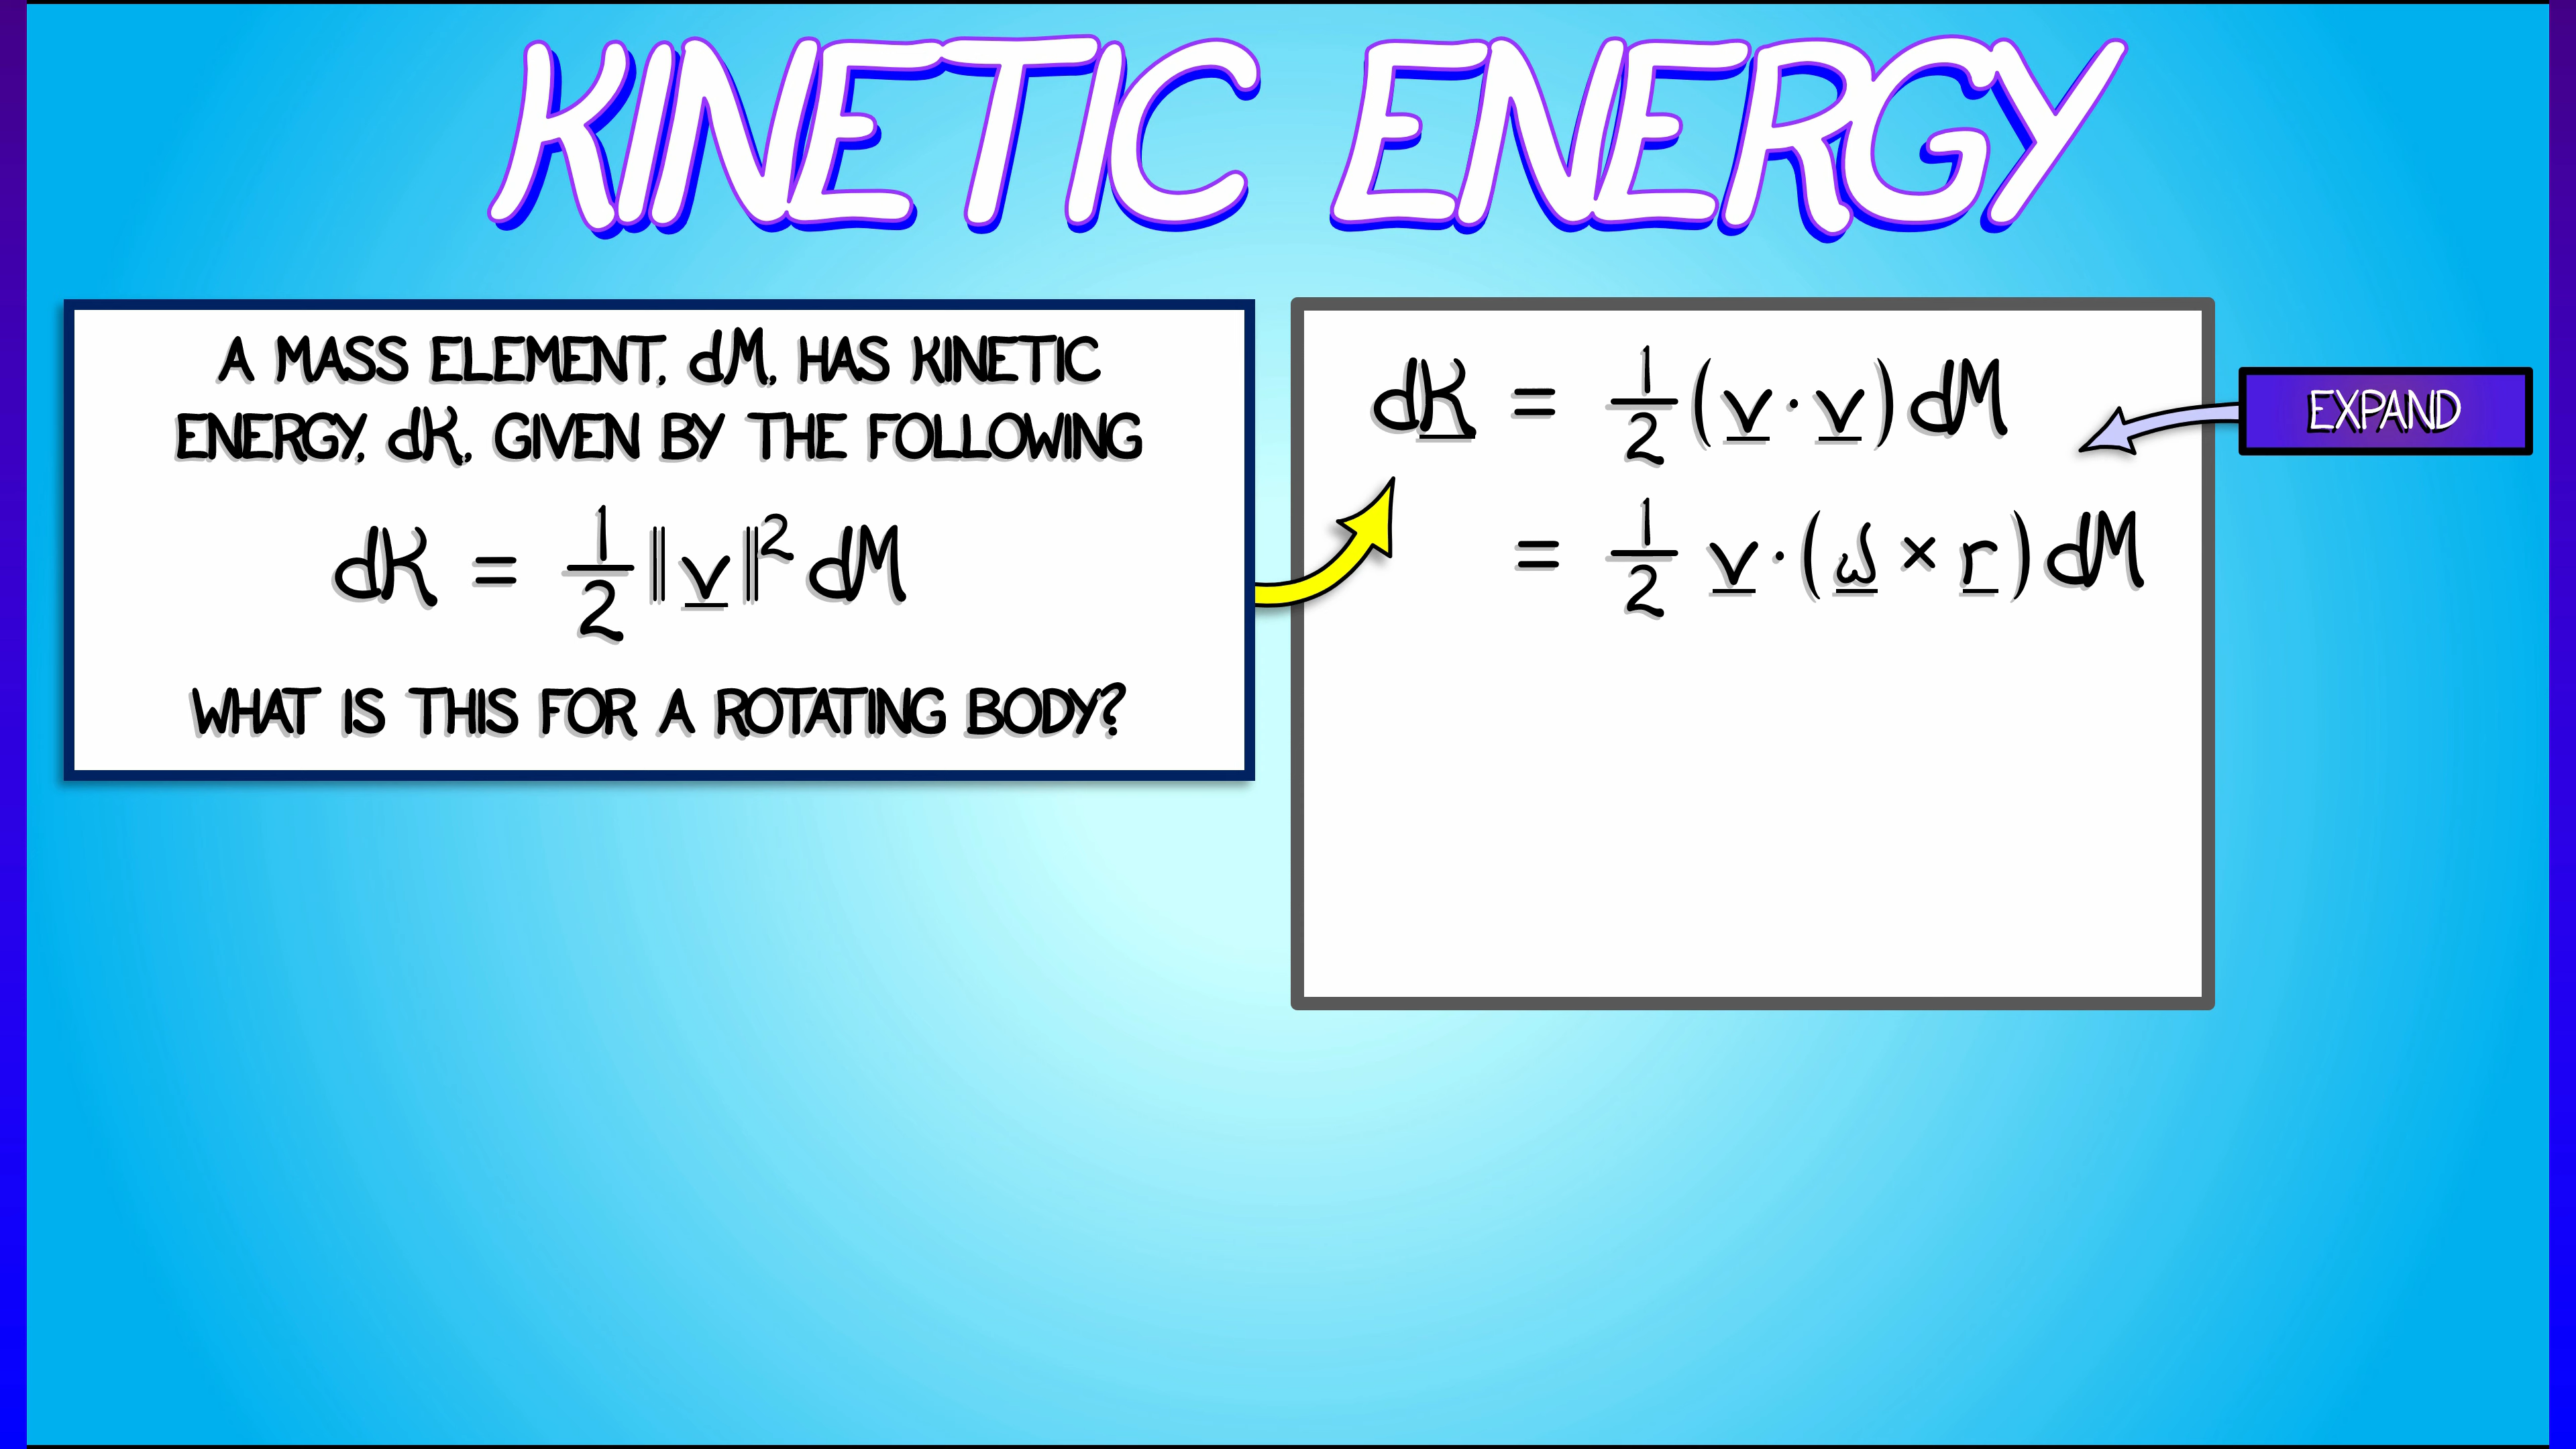 KINETIC ENERGY
A MASS ELEMENT, dM, HAS KINETIC
ENERGY, dK, GIVEN BY THE FOLLOWING
dK = 1/2 ‖v̲‖² dM
WHAT IS THIS FOR A ROTATING BODY?
dK̲ = 1/2 (v̲ · v̲) dM
= 1/2 v̲ · (ω̲ × r̲) dM
EXPAND